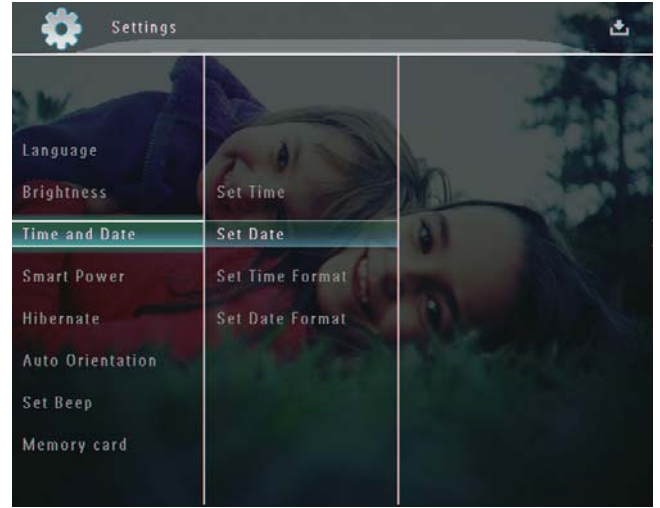 Settings
Language
Brightness
Time and Date
Smart Power
Hibernate
Auto Orientation
Set Beep
Memory card
Set Time
Set Date
Set Time Format
Set Date Format